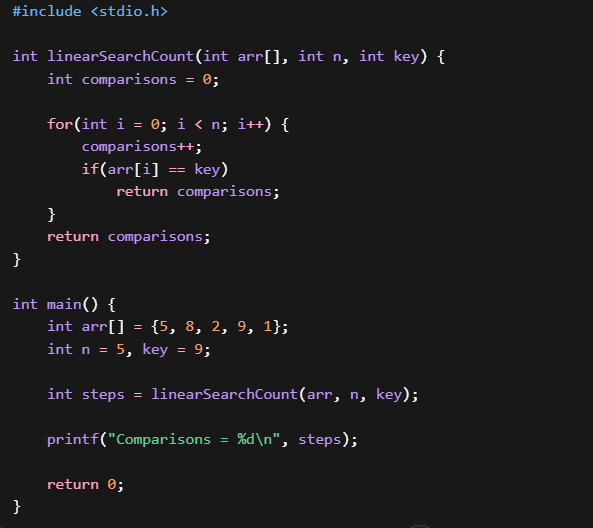 #include <stdio.h>

int linearSearchCount(int arr[], int n, int key) {
    int comparisons = 0;

    for(int i = 0; i < n; i++) {
        comparisons++;
        if(arr[i] == key)
            return comparisons;
    }
    return comparisons;
}

int main() {
    int arr[] = {5, 8, 2, 9, 1};
    int n = 5, key = 9;

    int steps = linearSearchCount(arr, n, key);

    printf("Comparisons = %d\n", steps);

    return 0;
}